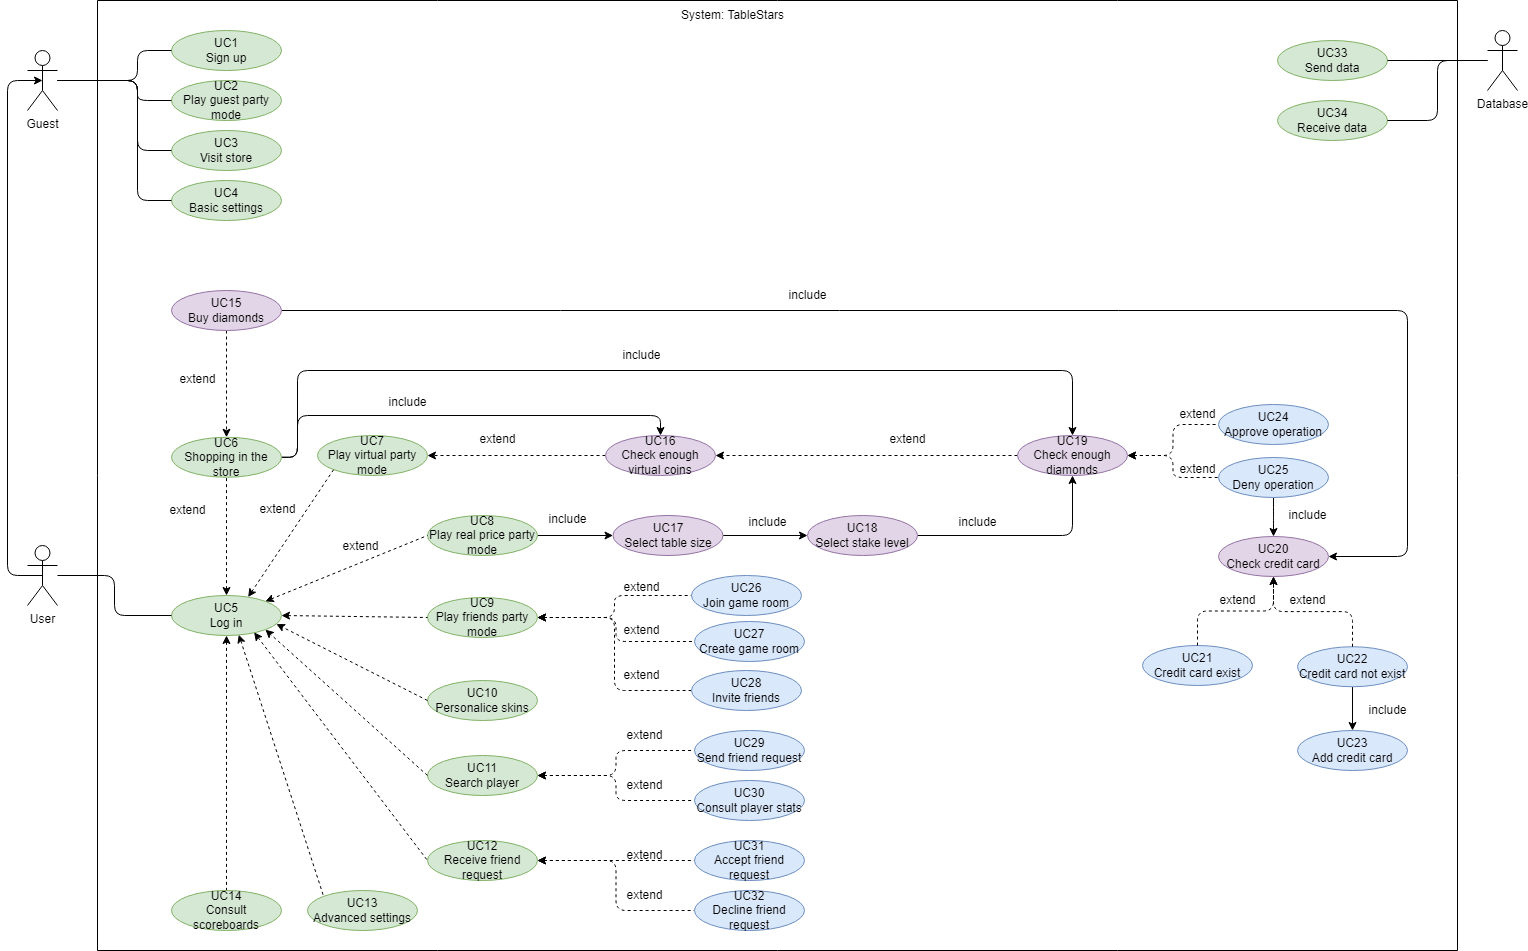 System: TableStars
UC1
Sign up
UC2
Play guest party
mode
UC3
Visit store
UC4
Basic settings
Guest
UC33
Send data
UC34
Receive data
Database
UC15
Buy diamonds
include
extend
include
include
UC6
Shopping in the
store
UC7
Play virtual party
mode
extend
UC16
Check enough
virtual coins
extend
UC19
Check enough
diamonds
extend
UC24
Approve operation
extend
UC25
Deny operation
include
extend
extend
extend
UC8
Play real price party
mode
include
UC17
Select table size
include
UC18
Select stake level
include
UC20
Check credit card
User
UC5
Log in
UC9
Play friends party
mode
extend
UC26
Join game room
extend
UC27
Create game room
extend
UC28
Invite friends
extend
extend
UC21
Credit card exist
UC22
Credit card not exist
include
UC23
Add credit card
UC10
Personalice skins
UC11
Search player
extend
UC29
Send friend request
extend
UC30
Consult player stats
UC12
Receive friend
request
extend
UC31
Accept friend
request
extend
UC32
Decline friend
request
UC14
Consult
scoreboards
UC13
Advanced settings